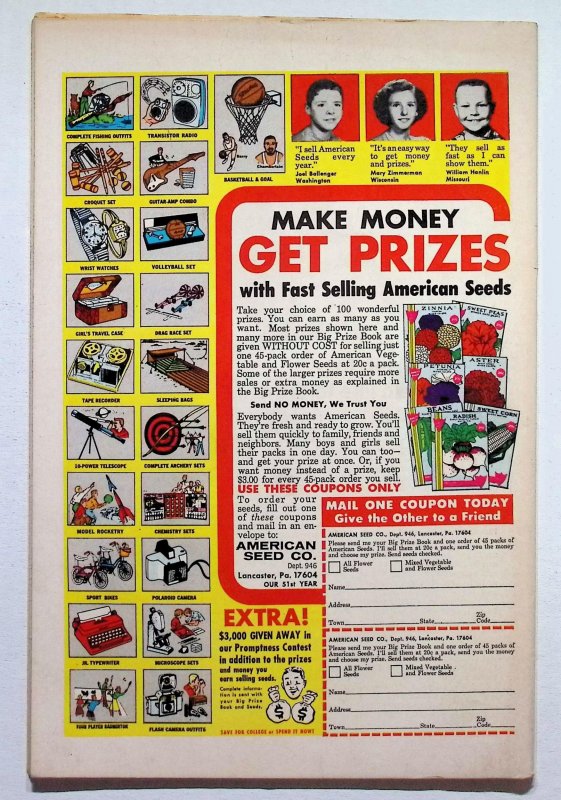 COMPLETE FISHING OUTFITS
TRANSISTOR RADIO
Barry
Chamberlain
BASKETBALL & GOAL
"I sell American
Seeds every
year."
Joel Ballenger
Washington
"It's an easy way
to get money
and prizes."
Mary Zimmerman
Wisconsin
"They sell as
fast as I can
show them."
William Hanlin
Missouri
CROQUET SET
GUITAR-AMP COMBO
WRIST WATCHES
VOLLEYBALL SET
GIRL'S TRAVEL CASE
DRAG RACE SET
TAPE RECORDER
SLEEPING BAGS
10-POWER TELESCOPE
COMPLETE ARCHERY SETS
MODEL ROCKETRY
CHEMISTRY SETS
SPORT BIKES
POLAROID CAMERA
JR. TYPEWRITER
MICROSCOPE SETS
FOUR PLAYER BADMINTON
FLASH CAMERA OUTFITS
MAKE MONEY
GET PRIZES
with Fast Selling American Seeds
Take your choice of 100 wonderful
prizes. You can earn as many as you
want. Most prizes shown here and
many more in our Big Prize Book are
given WITHOUT COST for selling just
one 45-pack order of American Vege-
table and Flower Seeds at 20c a pack.
Some of the larger prizes require more
sales or extra money as explained in
the Big Prize Book.
Send NO MONEY, We Trust You
Everybody wants American Seeds.
They're fresh and ready to grow. You'll
sell them quickly to family, friends and
neighbors. Many boys and girls sell
their packs in one day. You can too—
and get your prize at once. Or, if you
want money instead of a prize, keep
$3.00 for every 45-pack order you sell.
ZINNIA
SWEET PEAS
PETUNIA
ASTER
BEANS
RADISH
SWEET CORN
USE THESE COUPONS ONLY
To order your
seeds, fill out one
of these coupons
and mail in an en-
velope to:
AMERICAN
SEED CO.
Dept. 946
Lancaster, Pa. 17604
OUR 51st YEAR
MAIL ONE COUPON TODAY
Give the Other to a Friend
AMERICAN SEED CO., Dept. 946, Lancaster, Pa. 17604
Please send me your Big Prize Book and one order of 45 packs of
American Seeds. I'll sell them at 20c a pack, send you the money
and choose my prize. Send seeds checked.
All Flower
Seeds
Mixed Vegetable
and Flower Seeds
Name
Address
Town State Zip Code
AMERICAN SEED CO., Dept. 946, Lancaster, Pa. 17604
Please send me your Big Prize Book and one order of 45 packs of
American Seeds. I'll sell them at 20c a pack, send you the money
and choose my prize. Send seeds checked.
All Flower
Seeds
Mixed Vegetable
and Flower Seeds
Name
Address
Town State Zip Code
EXTRA!
$3,000 GIVEN AWAY in
our Promptness Contest
in addition to the prizes
and money you
earn selling seeds.
Complete informa-
tion is sent with
your Big Prize
Book and Seeds.
$ $
SAVE FOR COLLEGE or SPEND IT NOW!